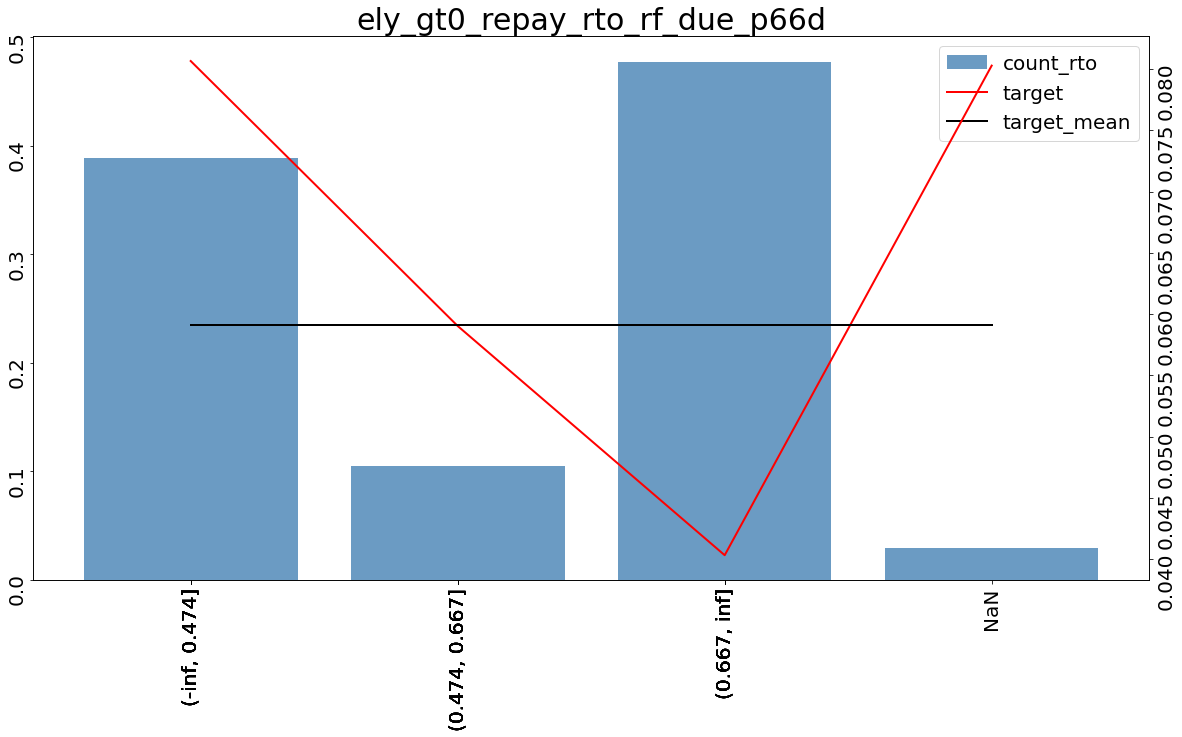 ely_gt0_repay_rto_rf_due_p66d
count_rto
target
target_mean
0.5
0.4
0.3
0.2
0.1
0.0
0.080
0.075
0.070
0.065
0.060
0.055
0.050
0.045
0.040
(-inf, 0.474]
(0.474, 0.667]
(0.667, inf]
NaN